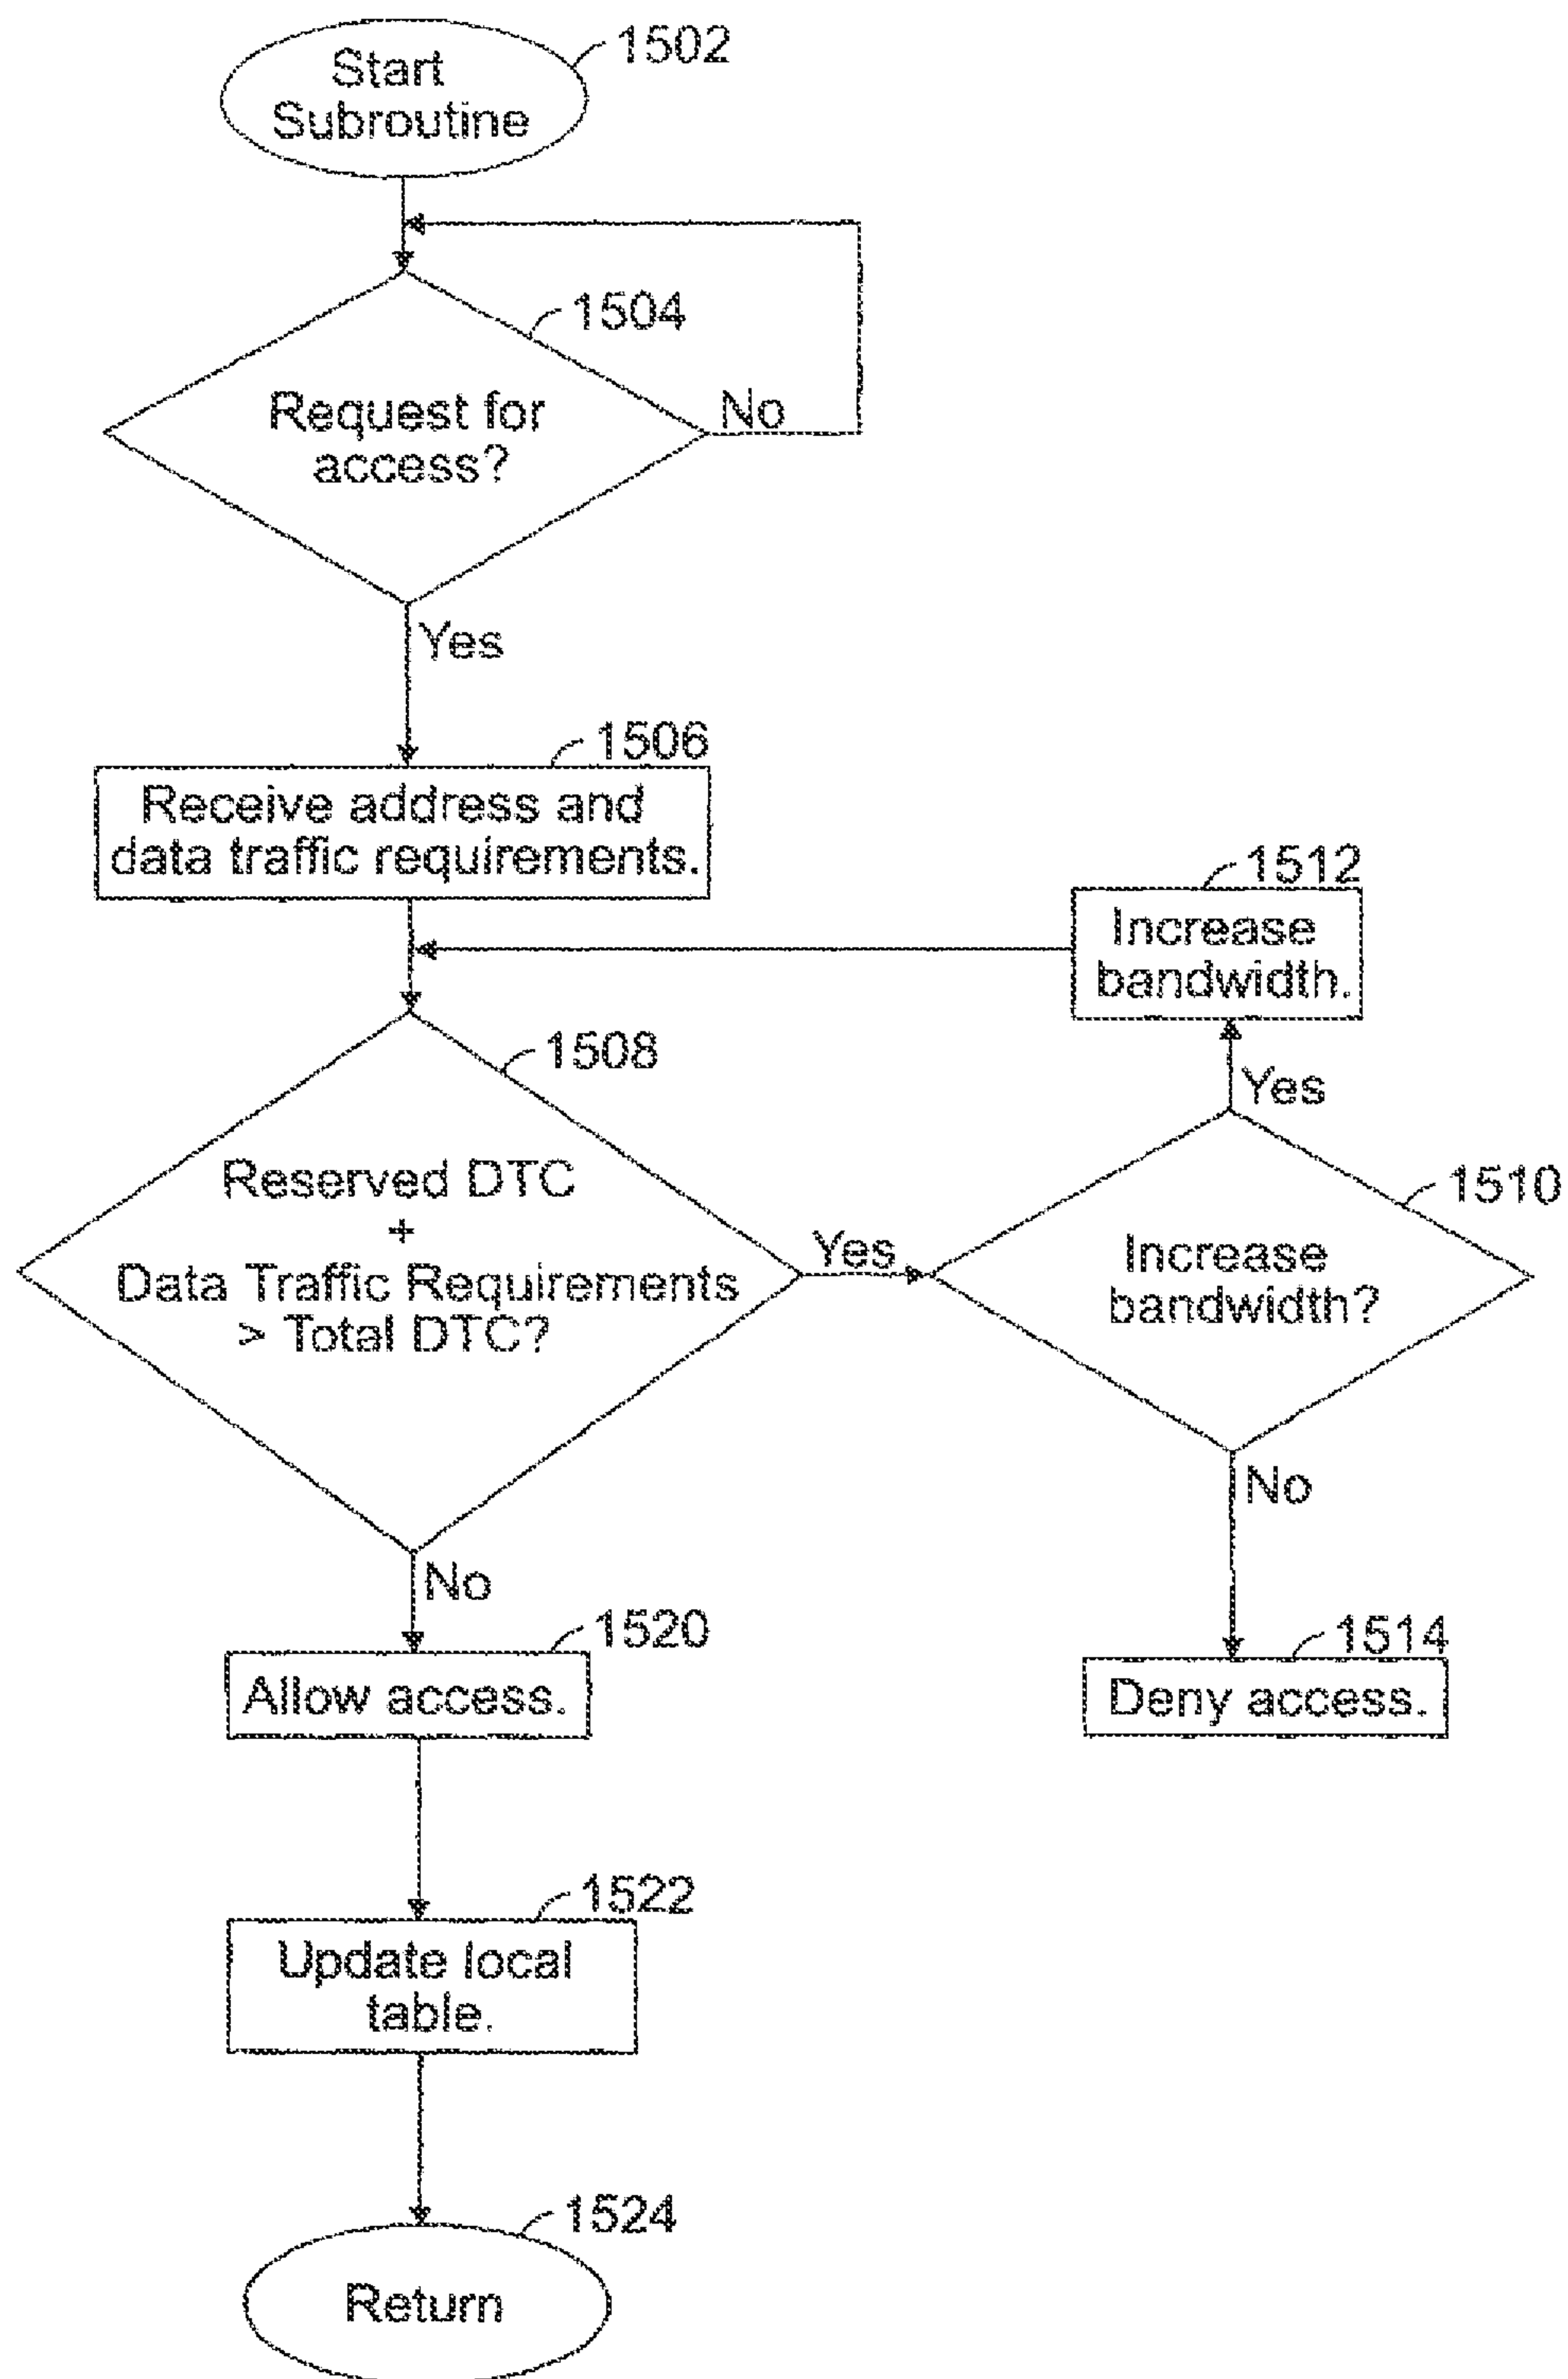 1502
Start
Subroutine
1504
Request for
access?
No
Yes
1506
Receive address and
data traffic requirements.
1512
Increase
bandwidth.
1508
Yes
Reserved DTC
+
Data Traffic Requirements
> Total DTC?
Yes
1510
Increase
bandwidth?
No
No
1520
Allow access.
1514
Deny access.
1522
Update local
table.
1524
Return